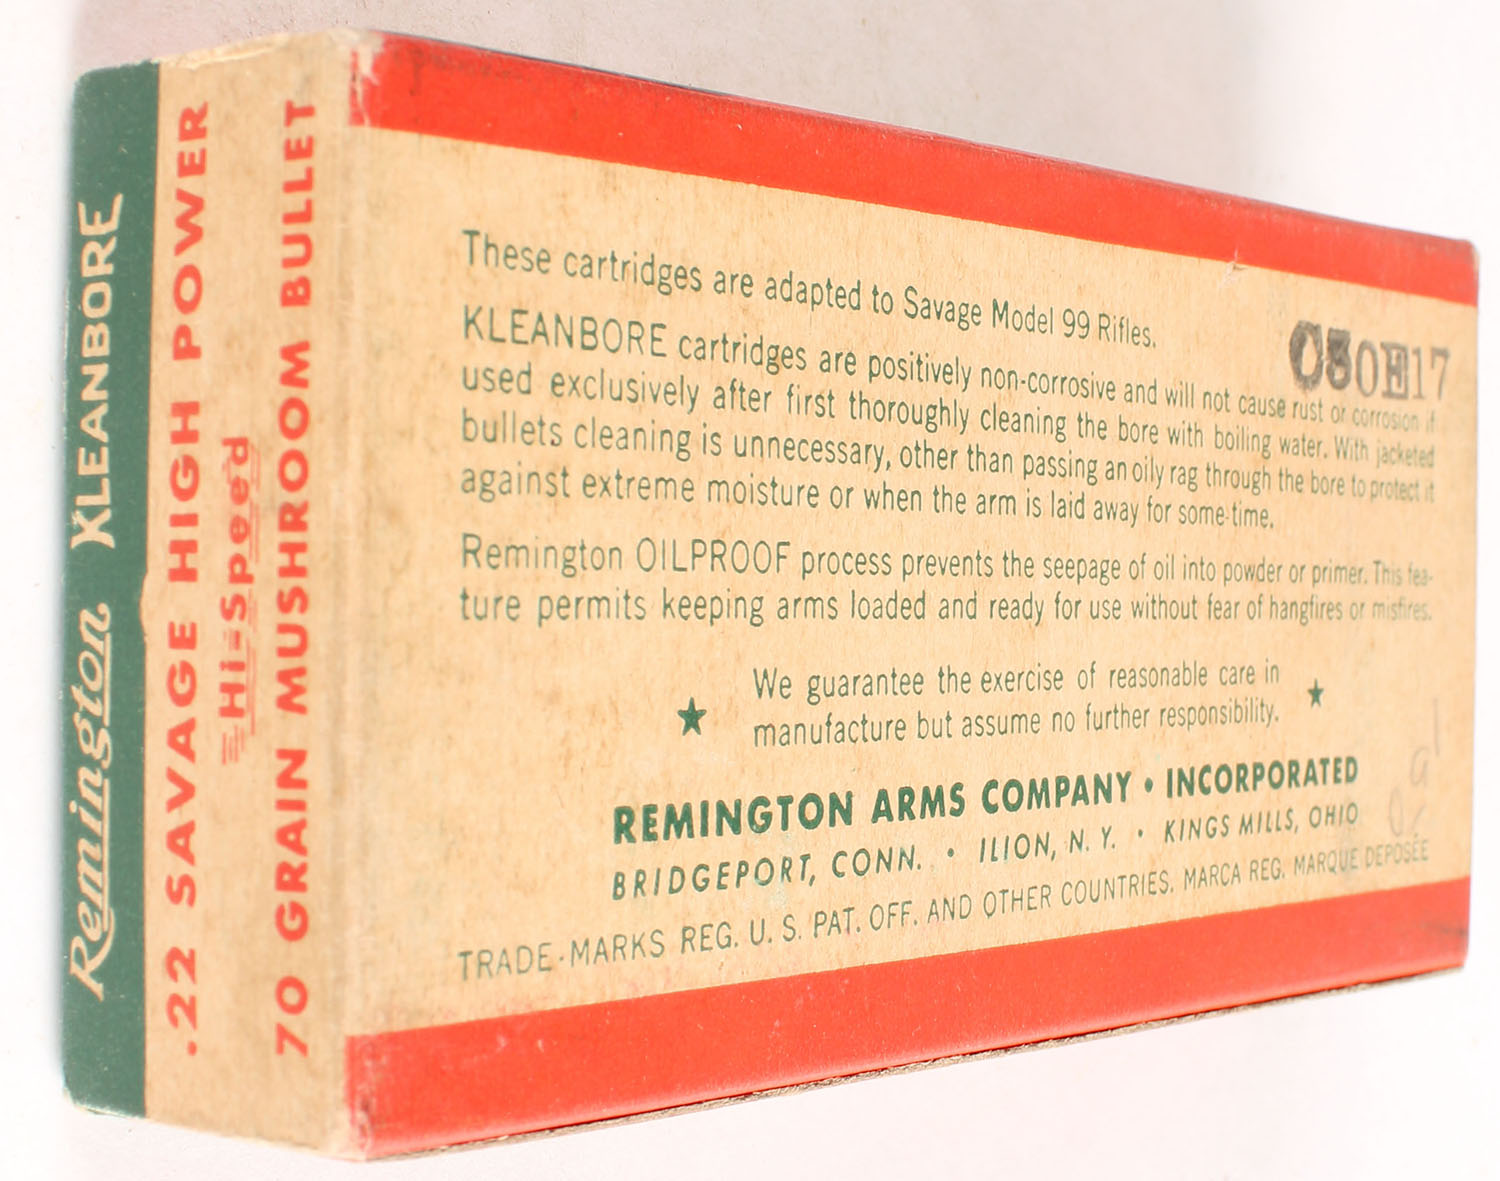 Remington KLEANBORE
.22 SAVAGE HIGH POWER
Hi-Speed
70 GRAIN MUSHROOM BULLET
These cartridges are adapted to Savage Model 99 Rifles.
KLEANBORE cartridges are positively non-corrosive and will not cause rust or corrosion if
used exclusively after first thoroughly cleaning the bore with boiling water. With jacketed
bullets cleaning is unnecessary, other than passing an oily rag through the bore to protect it
against extreme moisture or when the arm is laid away for some-time.
Remington OILPROOF process prevents the seepage of oil into powder or primer. This fea-
ture permits keeping arms loaded and ready for use without fear of hangfires or misfires.
★ We guarantee the exercise of reasonable care in ★
manufacture but assume no further responsibility.
REMINGTON ARMS COMPANY • INCORPORATED
BRIDGEPORT, CONN. • ILION, N. Y. • KINGS MILLS, OHIO
TRADE-MARKS REG. U. S. PAT. OFF. AND OTHER COUNTRIES. MARCA REG. MARQUE DEPOSÉE